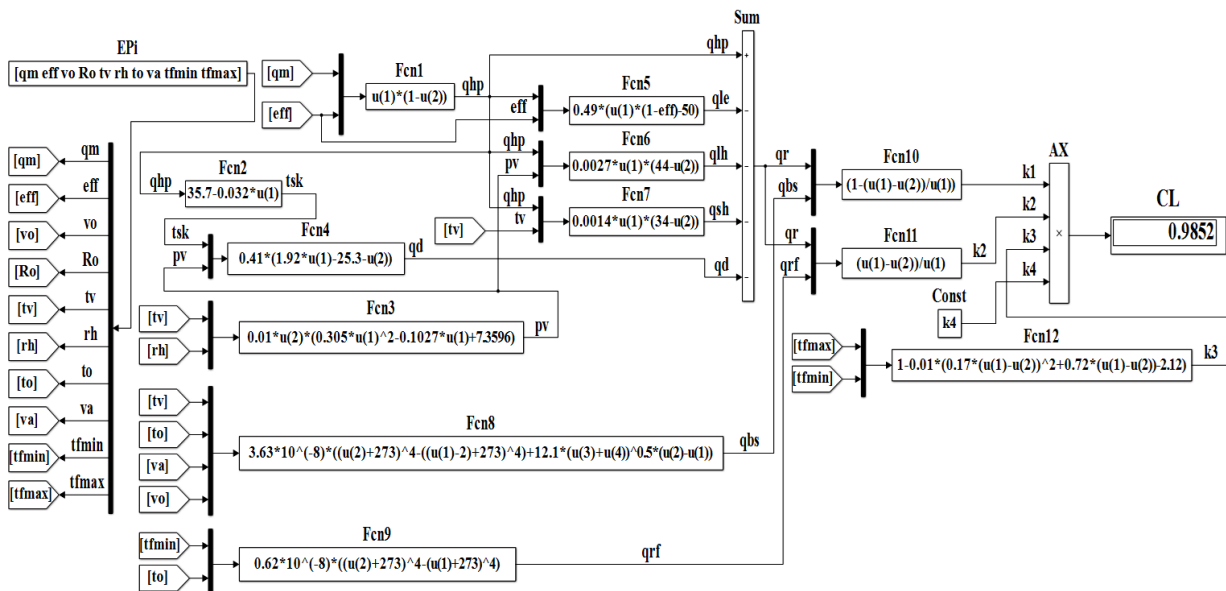 EPi
[qm eff vo Ro tv rh to va tfmin tfmax]
[qm]
[eff]
Fcn1
u(1)*(1-u(2))
qhp
Sum
qhp
+
eff
Fcn5
0.49*(u(1)*(1-eff)-50)
qle
-
qhp
pv
Fcn6
0.0027*u(1)*(44-u(2))
qlh
-
qhp
tv
[tv]
Fcn7
0.0014*u(1)*(34-u(2))
qsh
-
qd
-
[qm]
qm
[eff]
eff
[vo]
vo
[Ro]
Ro
[tv]
tv
[rh]
rh
[to]
to
[va]
va
[tfmin]
tfmin
[tfmax]
tfmax
qhp
Fcn2
35.7-0.032*u(1)
tsk
tsk
pv
Fcn4
0.41*(1.92*u(1)-25.3-u(2))
qd
[tv]
[rh]
Fcn3
0.01*u(2)*(0.305*u(1)^2-0.1027*u(1)+7.3596)
pv
[tv]
[to]
[va]
[vo]
Fcn8
3.63*10^(-8)*((u(2)+273)^4-((u(1)-2)+273)^4)+12.1*(u(3)+u(4))^0.5*(u(2)-u(1))
qbs
[tfmin]
[to]
Fcn9
0.62*10^(-8)*((u(2)+273)^4-(u(1)+273)^4)
qrf
qr
qbs
Fcn10
(1-(u(1)-u(2))/u(1))
k1
qr
qrf
Fcn11
(u(1)-u(2))/u(1)
k2
k2
k3
k4
Const
k4
AX
×
CL
0.9852
[tfmax]
[tfmin]
Fcn12
1-0.01*(0.17*(u(1)-u(2))^2+0.72*(u(1)-u(2))-2.12)
k3